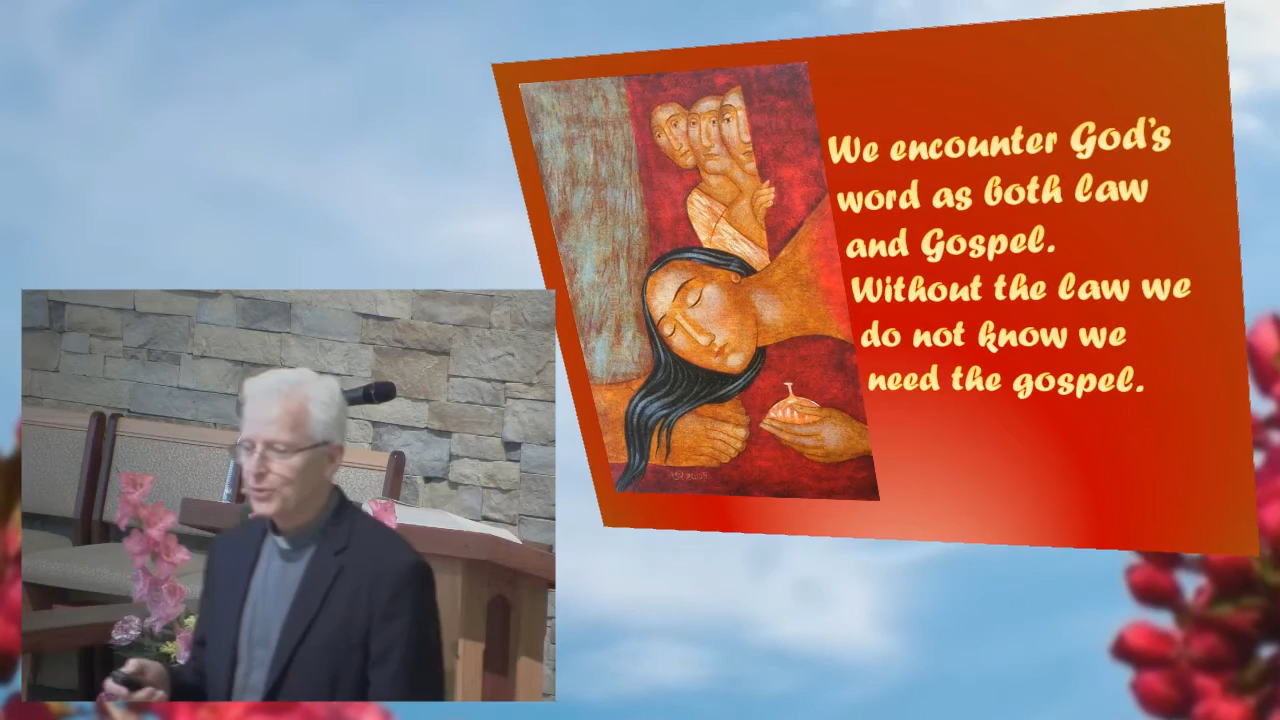 We encounter God's
word as both law
and Gospel.
Without the law we
do not know we
need the gospel.